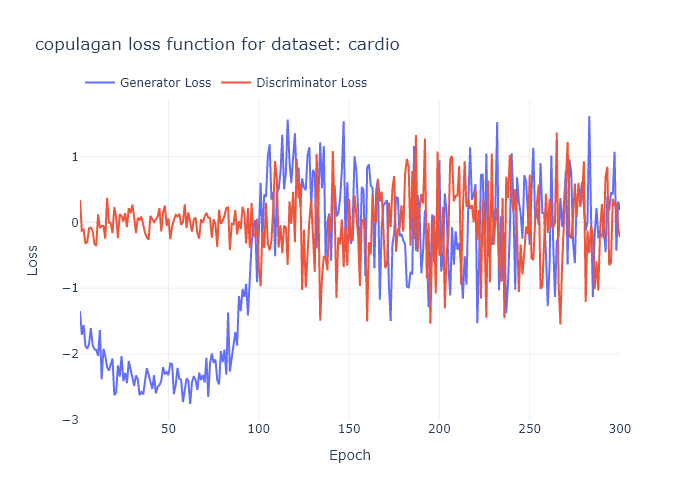 copulagan loss function for dataset: cardio
Generator Loss
Discriminator Loss
Loss
1
0
−1
−2
−3
50
100
150
200
250
300
Epoch